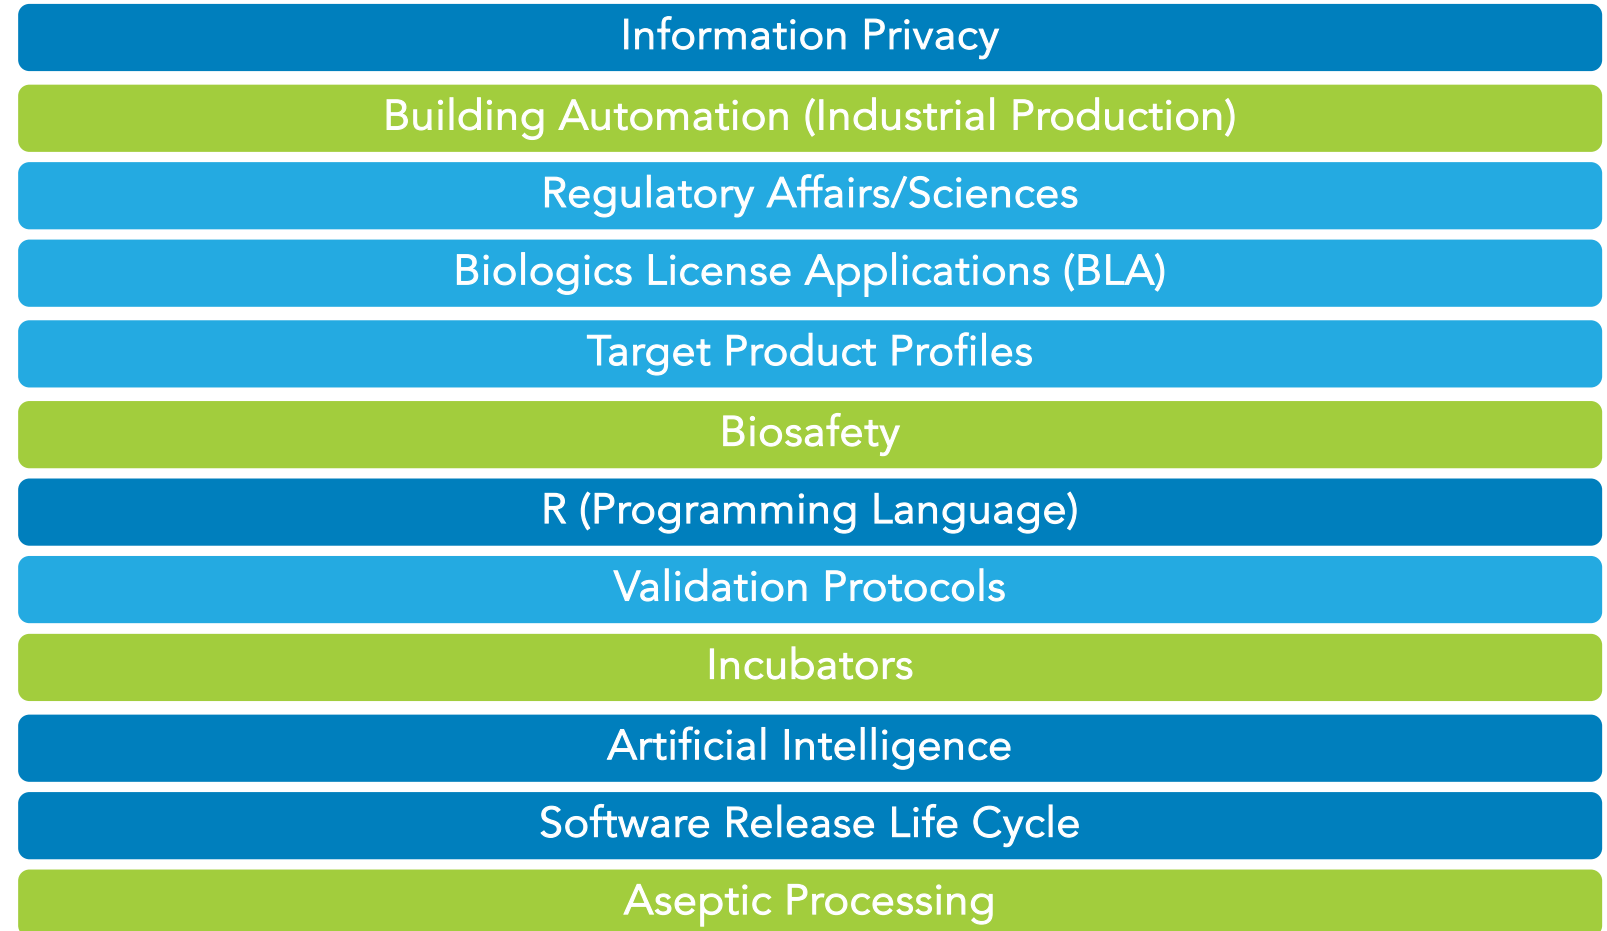 Information Privacy
Building Automation (Industrial Production)
Regulatory Affairs/Sciences
Biologics License Applications (BLA)
Target Product Profiles
Biosafety
R (Programming Language)
Validation Protocols
Incubators
Artificial Intelligence
Software Release Life Cycle
Aseptic Processing